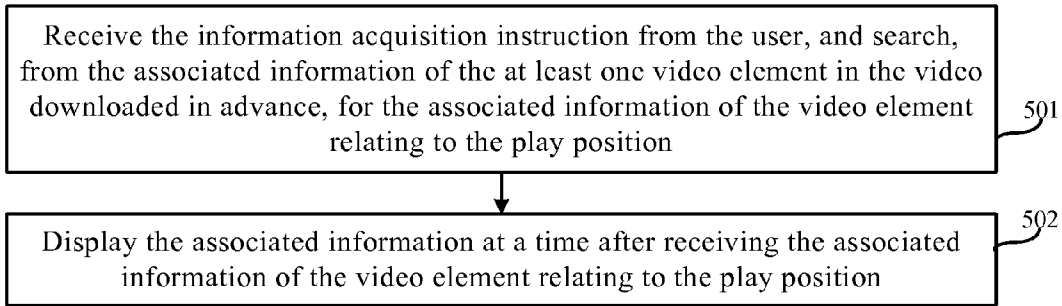 Receive the information acquisition instruction from the user, and search,
from the associated information of the at least one video element in the video
downloaded in advance, for the associated information of the video element
relating to the play position
501
Display the associated information at a time after receiving the associated
information of the video element relating to the play position
502